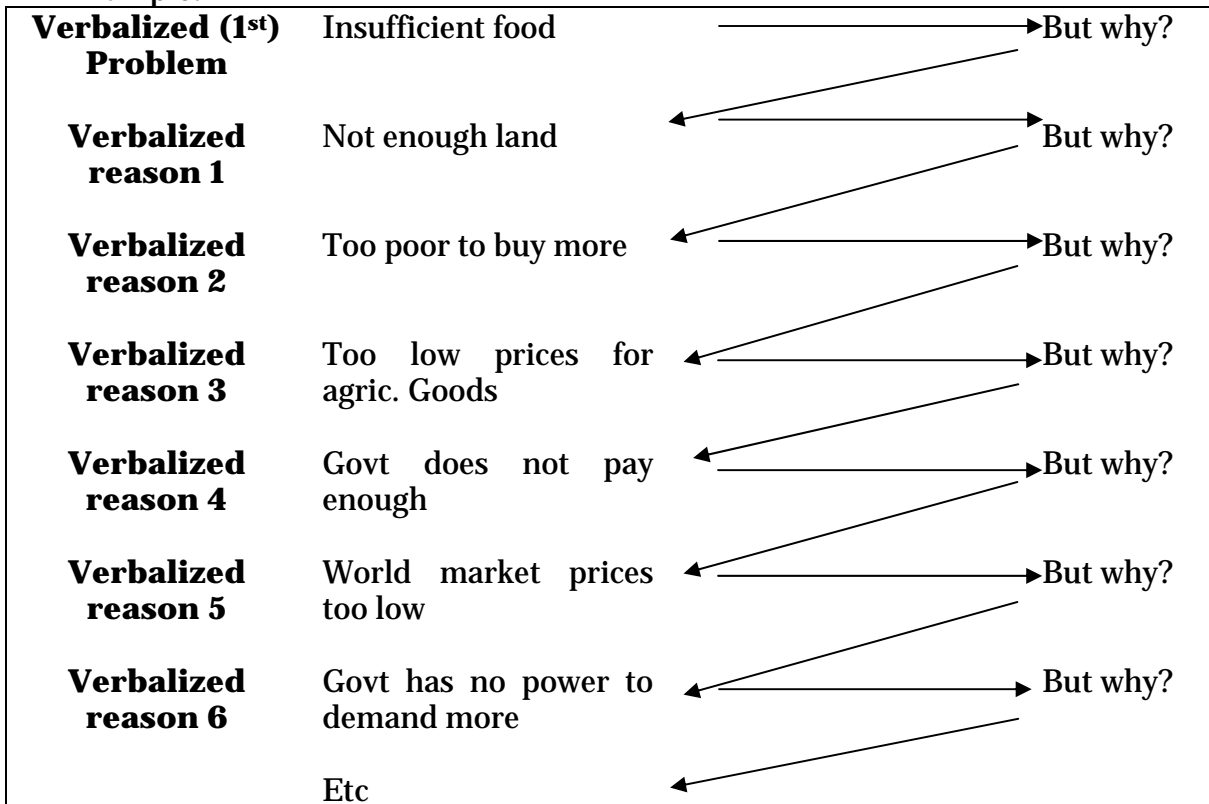 Verbalized (1st) Insufficient food But why?
Problem
Verbalized Not enough land But why?
reason 1
Verbalized Too poor to buy more But why?
reason 2
Verbalized Too low prices for But why?
reason 3 agric. Goods
Verbalized Govt does not pay But why?
reason 4 enough
Verbalized World market prices But why?
reason 5 too low
Verbalized Govt has no power to But why?
reason 6 demand more
Etc